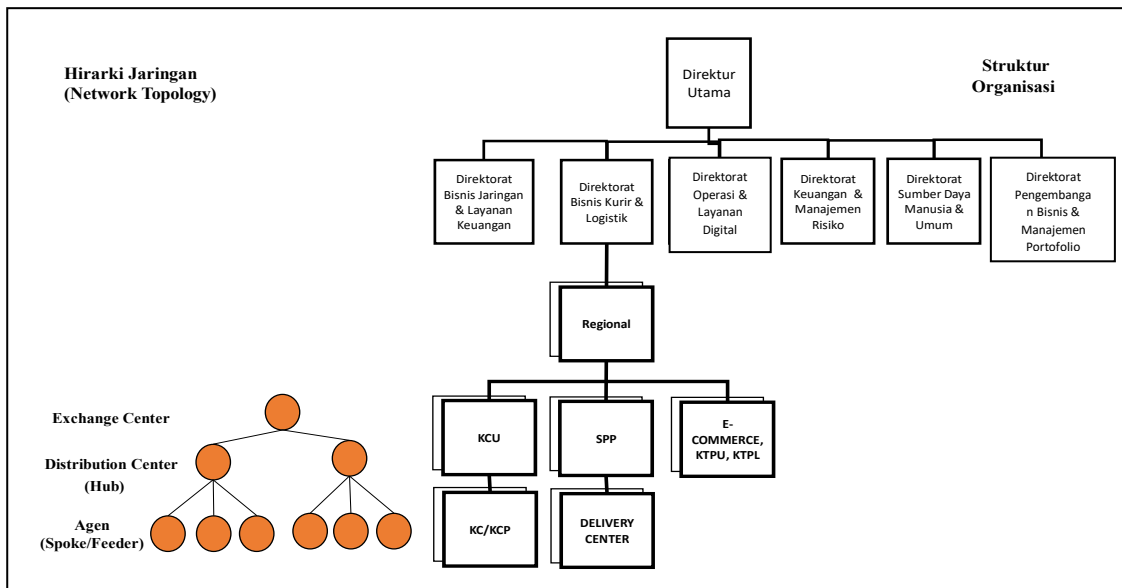 Hirarki Jaringan
(Network Topology)
Struktur
Organisasi
Direktur
Utama
Direktorat
Bisnis Jaringan
& Layanan
Keuangan
Direktorat
Bisnis Kurir &
Logistik
Direktorat
Operasi &
Layanan
Digital
Direktorat
Keuangan &
Manajemen
Risiko
Direktorat
Sumber Daya
Manusia &
Umum
Direktorat
Pengembanga
n Bisnis &
Manajemen
Portofolio
Regional
Exchange Center
KCU
SPP
E-
COMMERCE,
KTPU, KTPL
Distribution Center
(Hub)
Agen
(Spoke/Feeder)
KC/KCP
DELIVERY
CENTER